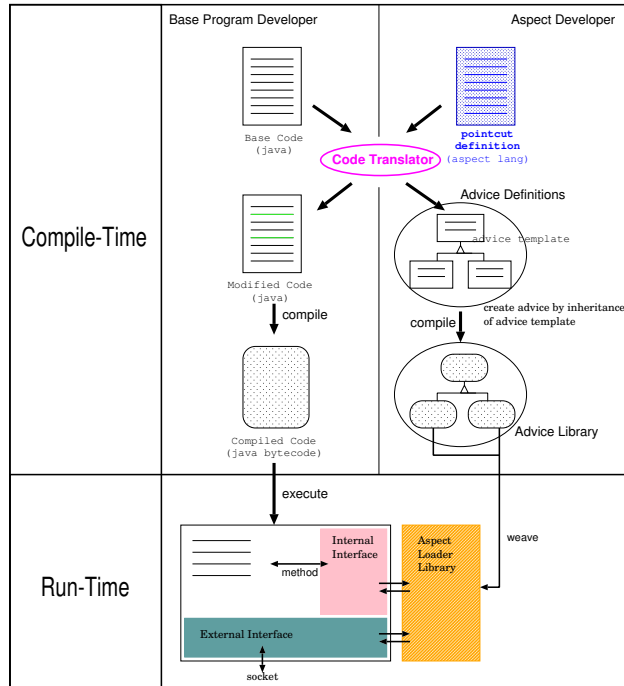 Base Program Developer
Aspect Developer
Base Code
(java)
pointcut
definition
(aspect lang)
Code Translator
Compile-Time
Advice Definitions
advice template
Modified Code
(java)
compile
create advice by inheritance
of advice template
compile
Compiled Code
(java bytecode)
Advice Library
execute
weave
Run-Time
Internal
Interface
method
Aspect
Loader
Library
External Interface
socket